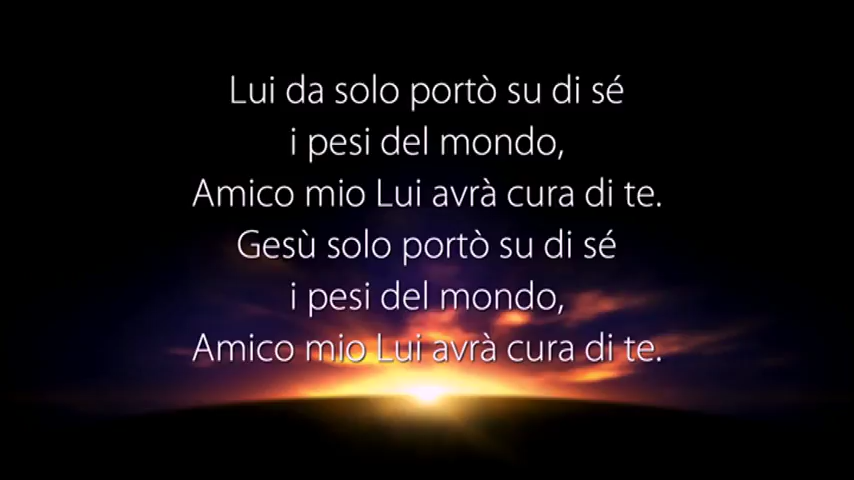 Lui da solo portò su di sé
i pesi del mondo,
Amico mio Lui avrà cura di te.
Gesù solo portò su di sé
i pesi del mondo,
Amico mio Lui avrà cura di te.